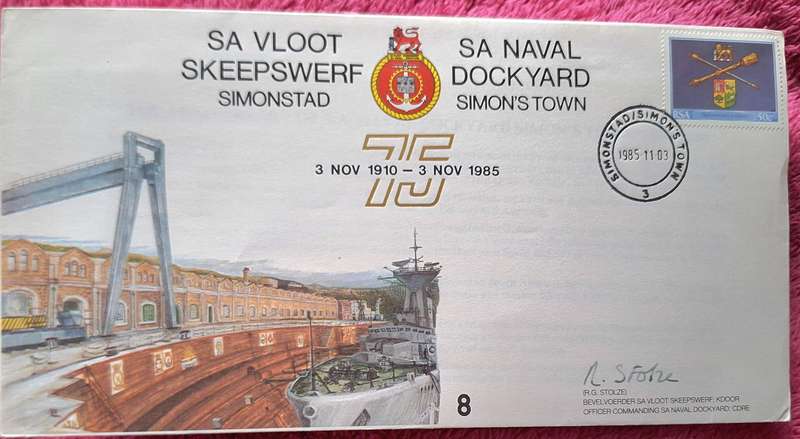 SA VLOOT
SKEEPSWERF
SIMONSTAD
SA NAVAL
DOCKYARD
SIMON'S TOWN
RSA 50c
SIMONSTAD/SIMON'S TOWN
1985-11-03
3
75
3 NOV 1910 – 3 NOV 1985
8
R. Stolze
(R.G. STOLZE)
BEVELVOERDER SA VLOOT SKEEPSWERF; KDOOR
OFFICER COMMANDING SA NAVAL DOCKYARD; CDRE